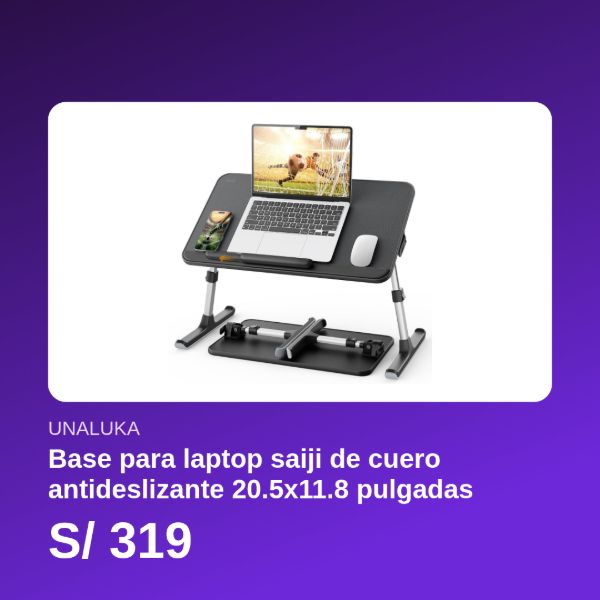 UNALUKA
Base para laptop saiji de cuero
antideslizante 20.5x11.8 pulgadas
S/ 319